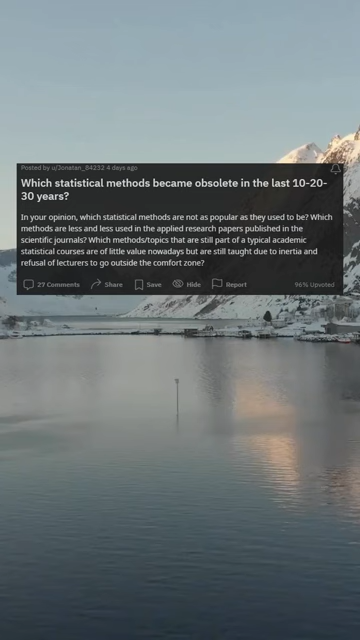 Posted by u/Jonatan_84232 4 days ago
Which statistical methods became obsolete in the last 10-20-
30 years?
In your opinion, which statistical methods are not as popular as they used to be? Which
methods are less and less used in the applied research papers published in the
scientific journals? Which methods/topics that are still part of a typical academic
statistical courses are of little value nowadays but are still taught due to inertia and
refusal of lecturers to go outside the comfort zone?
27 Comments Share Save Hide Report 96% Upvoted